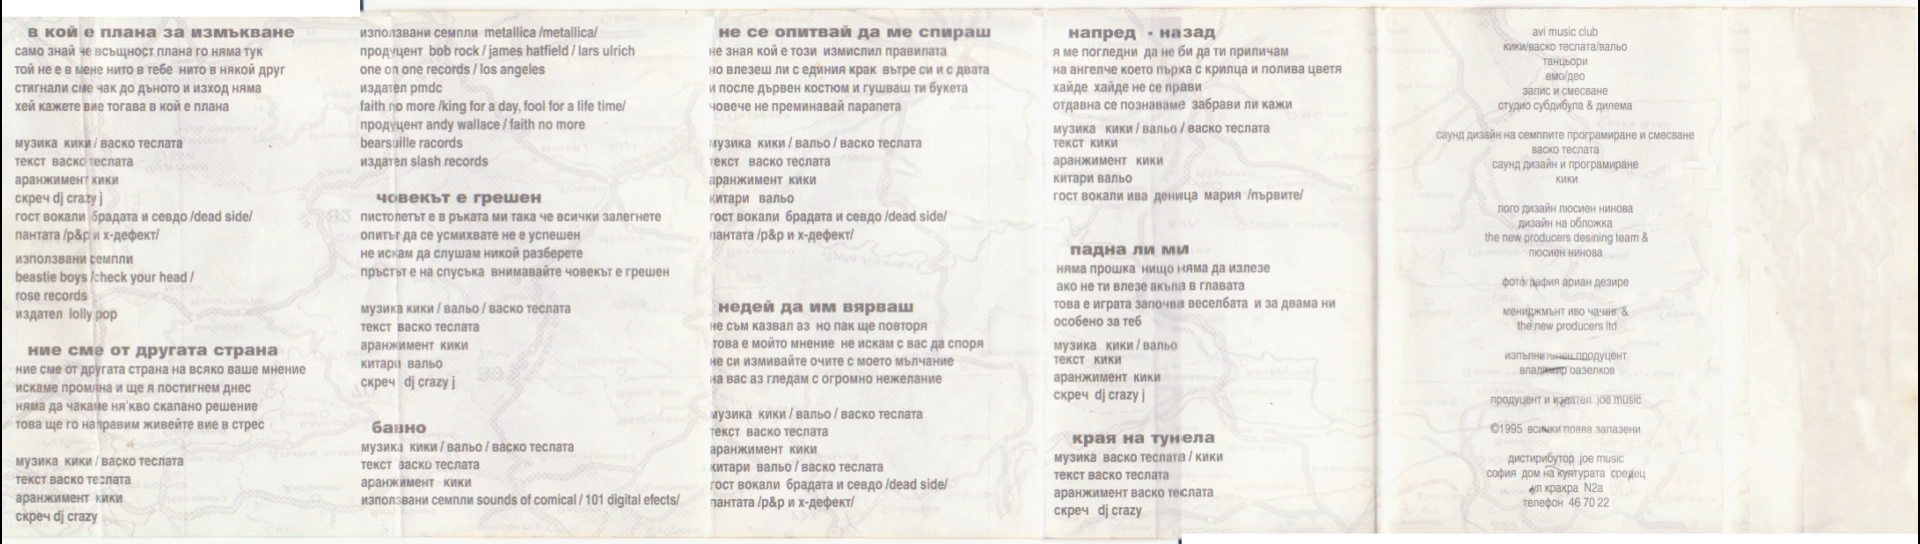 в кой е плана за измъкване
само знай че всъщност плана го няма тук
той не е в мене нито в тебе нито в някой друг
стигнали сме чак до дъното и изход няма
хей кажете вие тогава в кой е плана
музика кики / васко теслата
текст васко теслата
аранжимент кики
скреч dj crazy j
гост вокали брадата и севдо /dead side/
пантата /p&p и х-дефект/
използвани семпли
beastie boys /check your head /
rose records
издател lolly pop
ние сме от другата страна
ние сме от другата страна на всяко ваше мнение
искаме промяна и ще я постигнем днес
няма да чакаме ня'кво скапано решение
това ще го направим живейте вие в стрес
музика кики / васко теслата
текст васко теслата
аранжимент кики
скреч dj crazy
използвани семпли metallica /metallica/
продуцент bob rock / james hatfield / lars ulrich
one on one records / los angeles
издател pmdc
faith no more /king for a day, fool for a life time/
продуцент andy wallace / faith no more
bearsuille racords
издател slash records
човекът е грешен
пистолетът е в ръката ми така че всички залегнете
опитът да се усмихвате не е успешен
не искам да слушам никой разберете
пръстът е на спусъка внимавайте човекът е грешен
музика кики / вальо / васко теслата
текст васко теслата
аранжимент кики
китари вальо
скреч dj crazy j
бавно
музика кики / вальо / васко теслата
текст васко теслата
аранжимент кики
използвани семпли sounds of comical / 101 digital efects/
не се опитвай да ме спираш
не зная кой е този измислил правилата
но влезеш ли с единия крак вътре си и с двата
и после дървен костюм и гушваш ти букета
човече не преминавай парапета
музика кики / вальо / васко теслата
текст васко теслата
аранжимент кики
китари вальо
гост вокали брадата и севдо /dead side/
пантата /p&p и х-дефект/
недей да им вярваш
не съм казвал аз но пак ще повторя
това е мойто мнение не искам с вас да споря
не си измивайте очите с моето мълчание
на вас аз гледам с огромно нежелание
музика кики / вальо / васко теслата
текст васко теслата
аранжимент кики
китари вальо / васко теслата
гост вокали брадата и севдо /dead side/
пантата /p&p и х-дефект/
напред - назад
я ме погледни да не би да ти приличам
на ангелче което пърха с крилца и полива цветя
хайде хайде не се прави
отдавна се познаваме забрави ли кажи
музика кики / вальо / васко теслата
текст кики
аранжимент кики
китари вальо
гост вокали ива деница мария /първите/
падна ли ми
няма прошка нищо няма да излезе
ако не ти влезе акъла в главата
това е играта започна веселбата и за двама ни
особено за теб
музика кики / вальо
текст кики
аранжимент кики
скреч dj crazy j
края на тунела
музика васко теслата / кики
текст васко теслата
аранжимент васко теслата
скреч dj crazy
avi music club
кики/васко теслата/вальо
танцьори
емо/део
запис и смесване
студио субдибула & дилема
саунд дизайн на семплите програмиране и смесване
васко теслата
саунд дизайн и програмиране
кики
лого дизайн люсиен нинова
дизайн на обложка
the new producers desining team &
люсиен нинова
фотография ариан дезире
мениджмънт иво чачев &
the new producers ltd
изпълнителен продуцент
владимир оазелков
продуцент и издател joe music
©1995 всички права запазени
дистирибутор joe music
софия дом на културата средец
ул кракра N2a
телефон 46 70 22